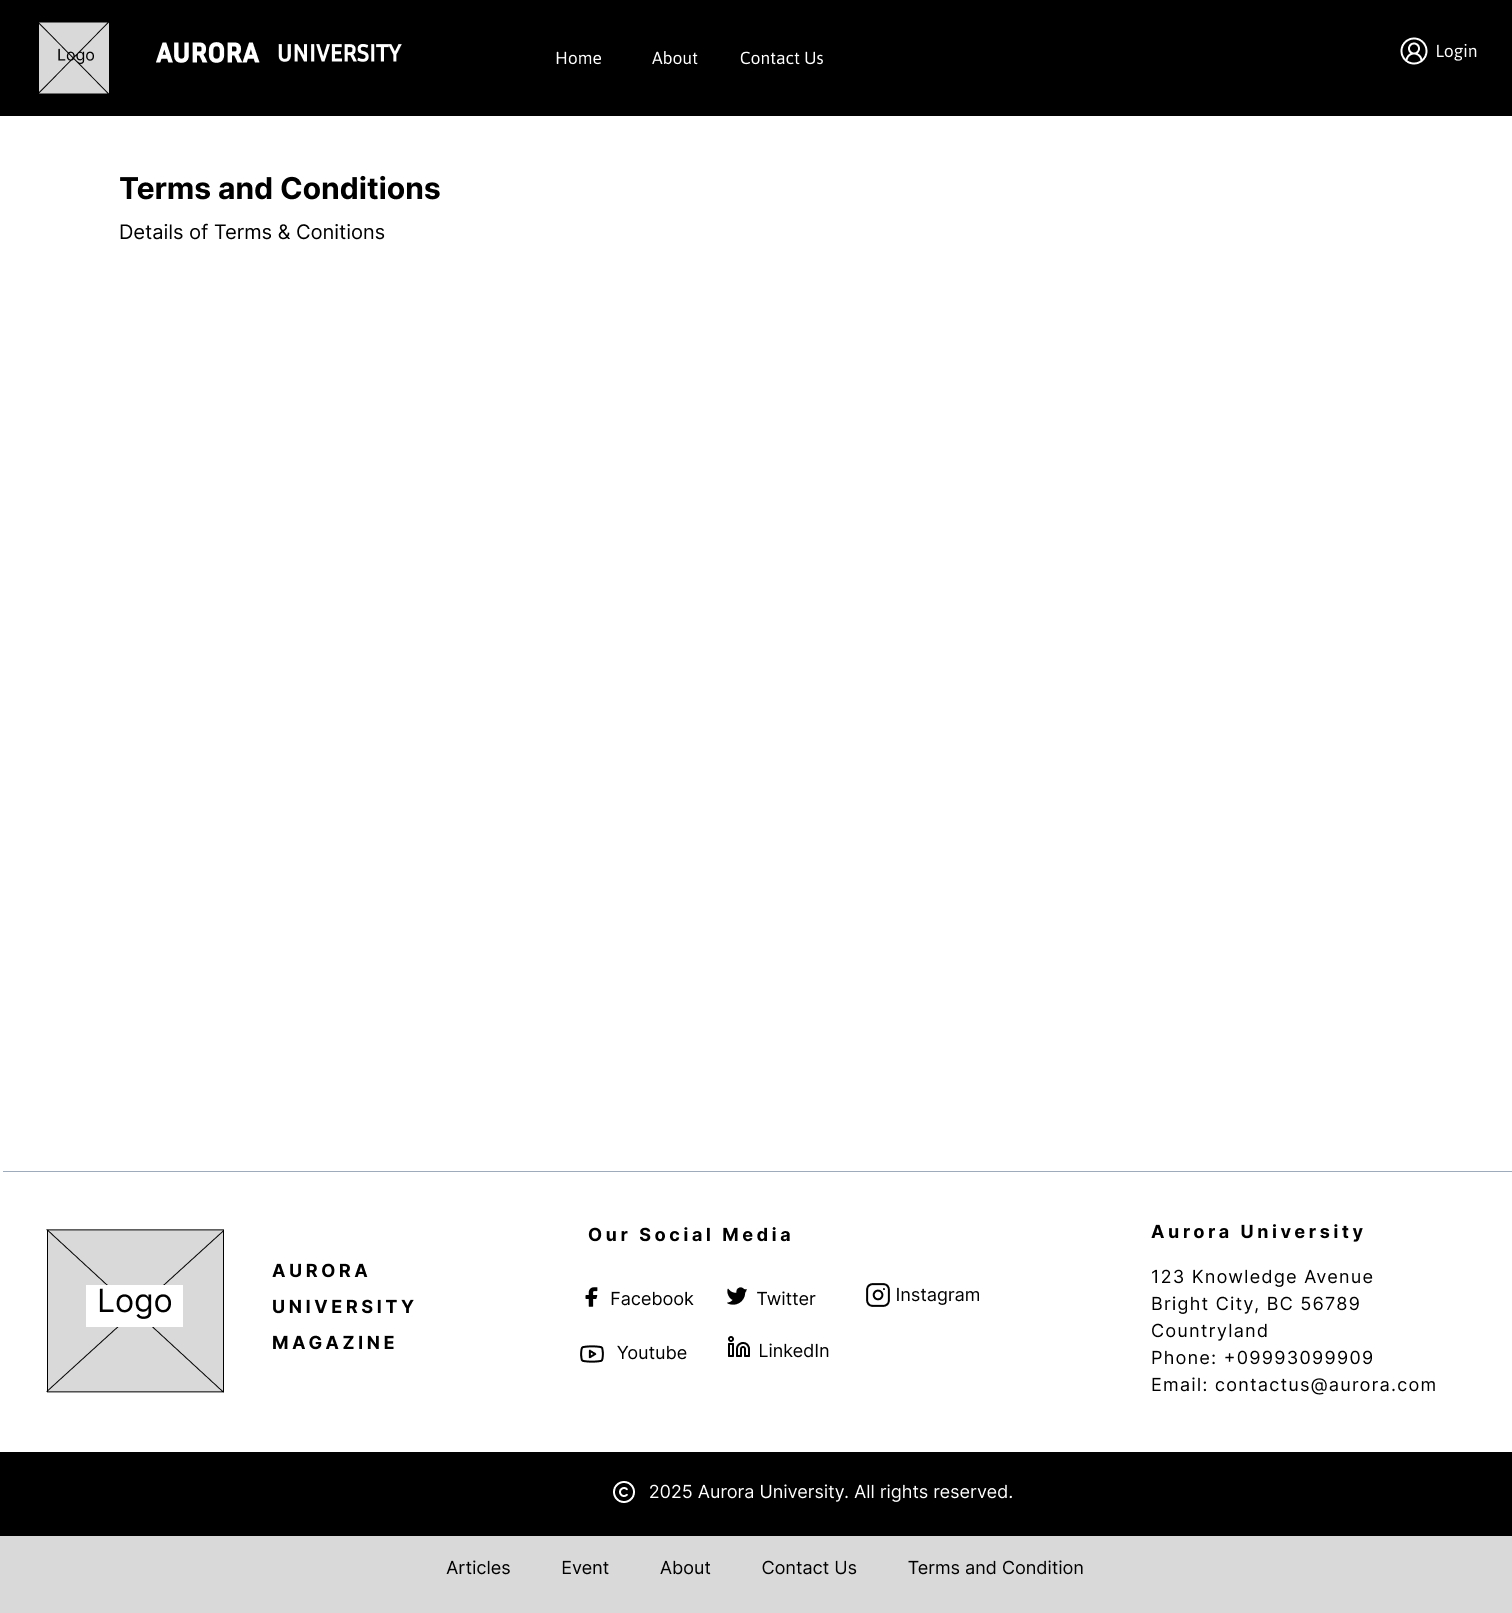 Logo
AURORA UNIVERSITY
Home About Contact Us
Login
Terms and Conditions
Details of Terms & Conitions
Logo
AURORA
UNIVERSITY
MAGAZINE
Our Social Media
Facebook Twitter Instagram
Youtube LinkedIn
Aurora University
123 Knowledge Avenue
Bright City, BC 56789
Countryland
Phone: +09993099909
Email: contactus@aurora.com
© 2025 Aurora University. All rights reserved.
Articles Event About Contact Us Terms and Condition